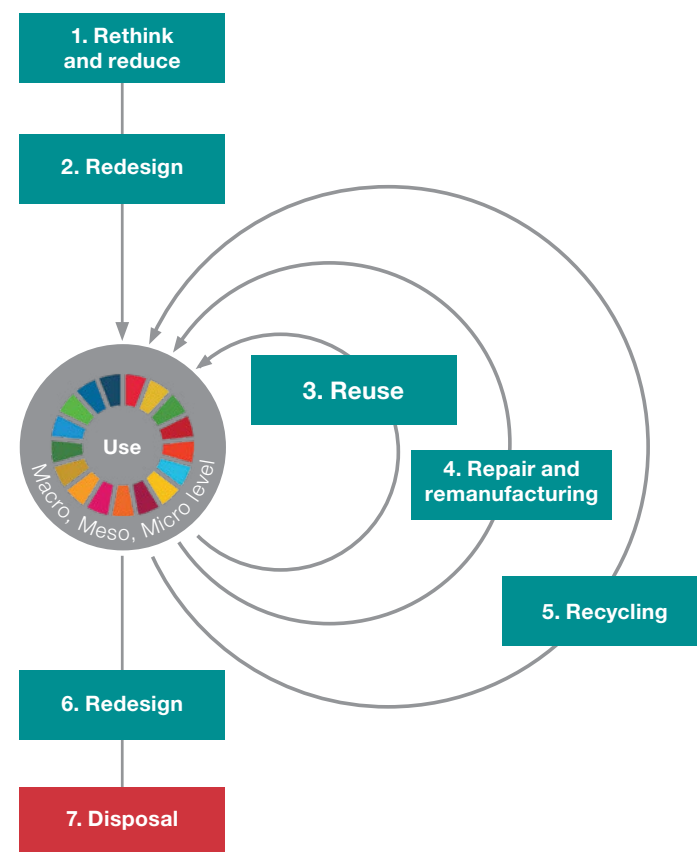 1. Rethink
and reduce
2. Redesign
3. Reuse
Use
Macro, Meso, Micro level
4. Repair and
remanufacturing
5. Recycling
6. Redesign
7. Disposal